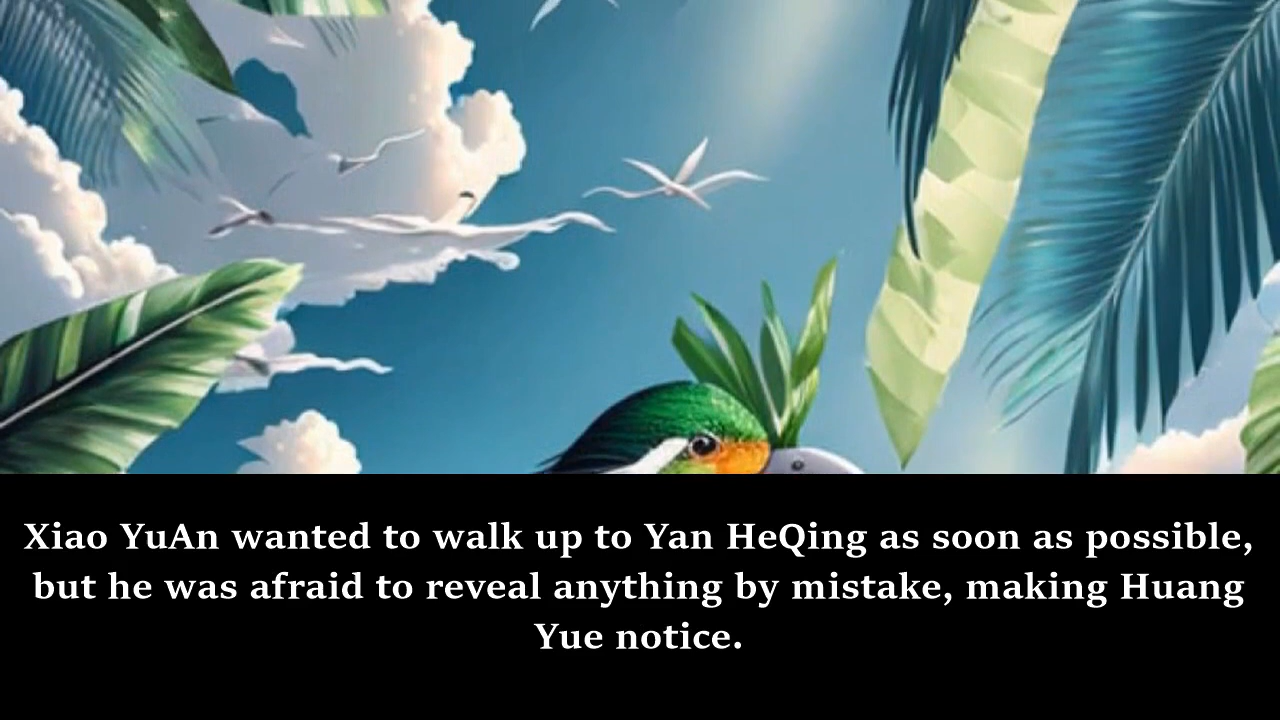 Xiao YuAn wanted to walk up to Yan HeQing as soon as possible,
but he was afraid to reveal anything by mistake, making Huang
Yue notice.